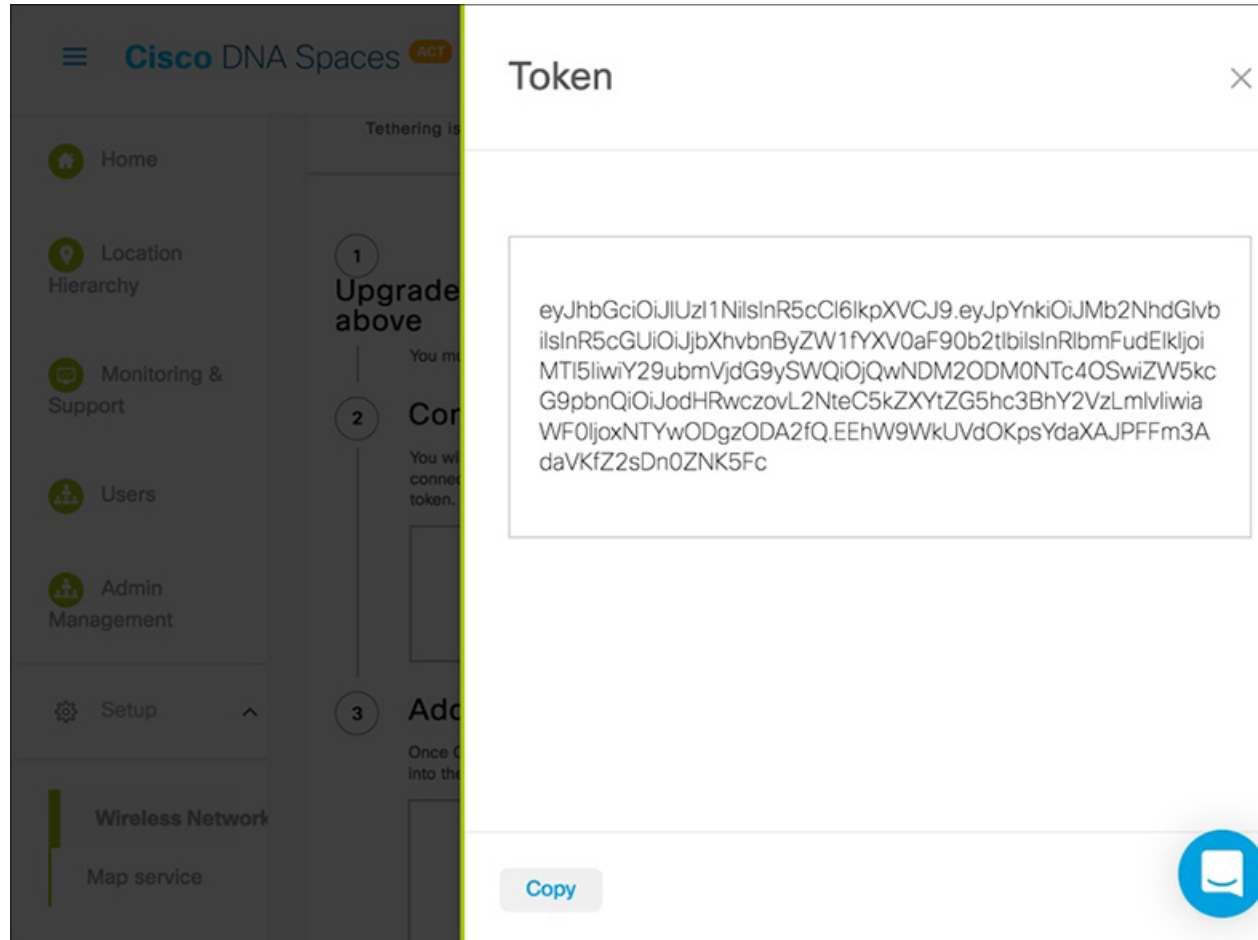 Cisco DNA Spaces ACT
Home
Location
Hierarchy
Monitoring &
Support
Users
Admin
Management
Setup
Wireless Network
Map service
Tethering is
1
Upgrade
above
You mu
2
Con
You wi
connec
token.
3
Add
Once C
into the
Token
eyJhbGciOiJIUzI1NiIsInR5cCI6IkpXVCJ9.eyJpYnkiOiJMb2NhdGlvb
iIsInR5cGUiOiJjbXhvbnByZW1fYXV0aF90b2tlbiIsInRlbmFudElkIjoi
MTI5IiwiY29ubmVjdG9ySWQiOjQwNDM2ODM0NTc4OSwiZW5kc
G9pbnQiOiJodHRwczovL2NteC5kZXYtZG5hc3BhY2VzLmlvIiwia
WF0IjoxNTYwODgzODA2fQ.EEhW9WkUVdOKpsYdaXAJPFFm3A
daVKfZ2sDn0ZNK5Fc
Copy